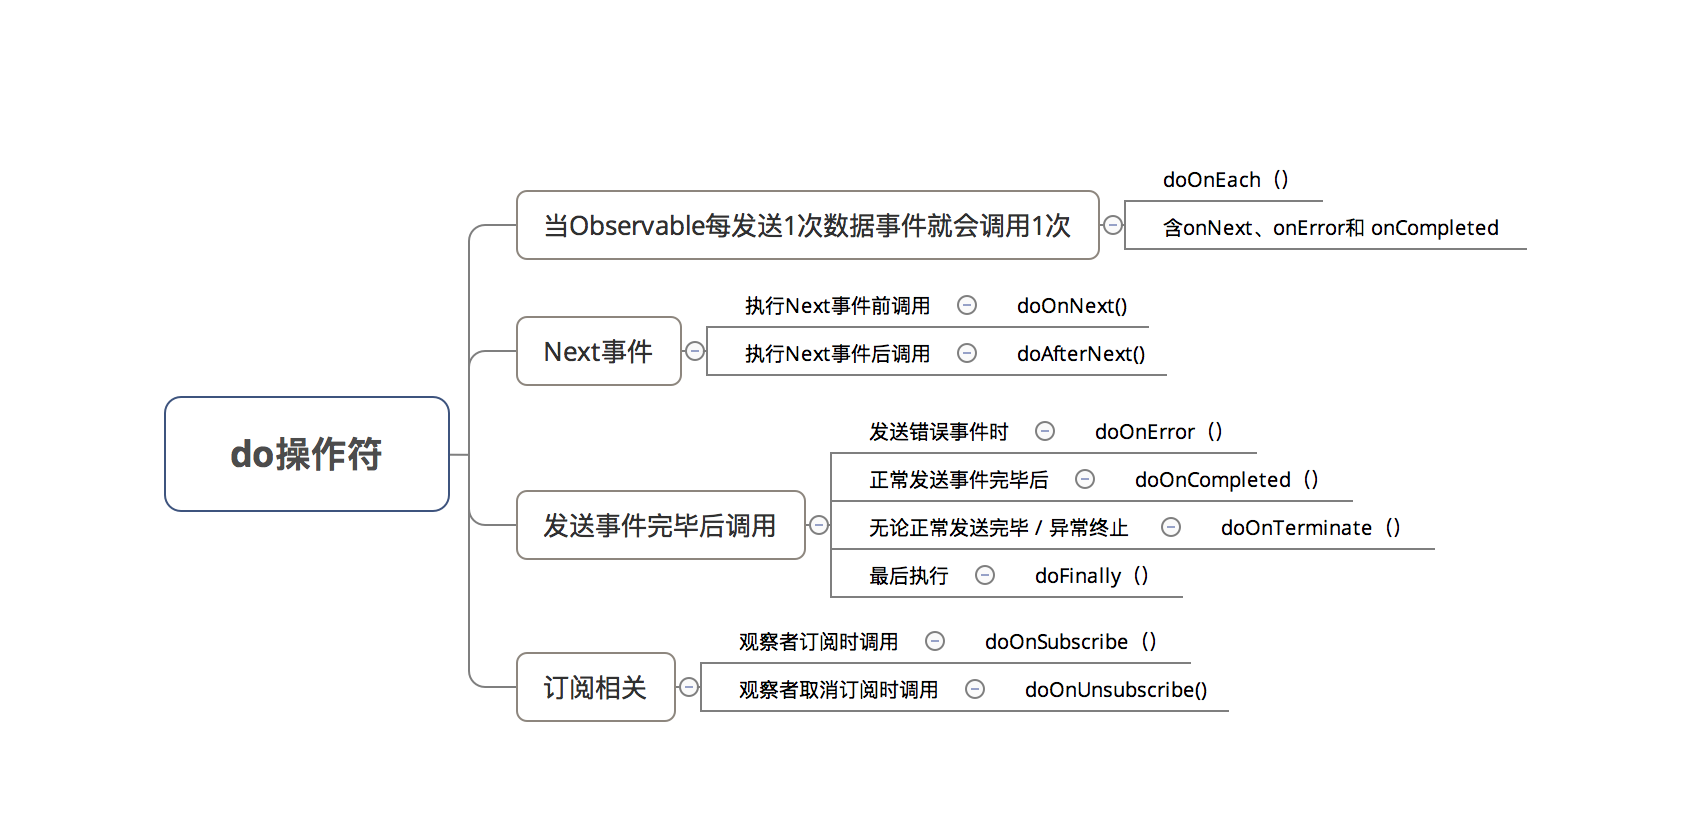 do操作符
当Observable每发送1次数据事件就会调用1次
doOnEach（）
含onNext、onError和 onCompleted
Next事件
执行Next事件前调用 doOnNext()
执行Next事件后调用 doAfterNext()
发送事件完毕后调用
发送错误事件时 doOnError（）
正常发送事件完毕后 doOnCompleted（）
无论正常发送完毕 / 异常终止 doOnTerminate（）
最后执行 doFinally（）
订阅相关
观察者订阅时调用 doOnSubscribe（）
观察者取消订阅时调用 doOnUnsubscribe()